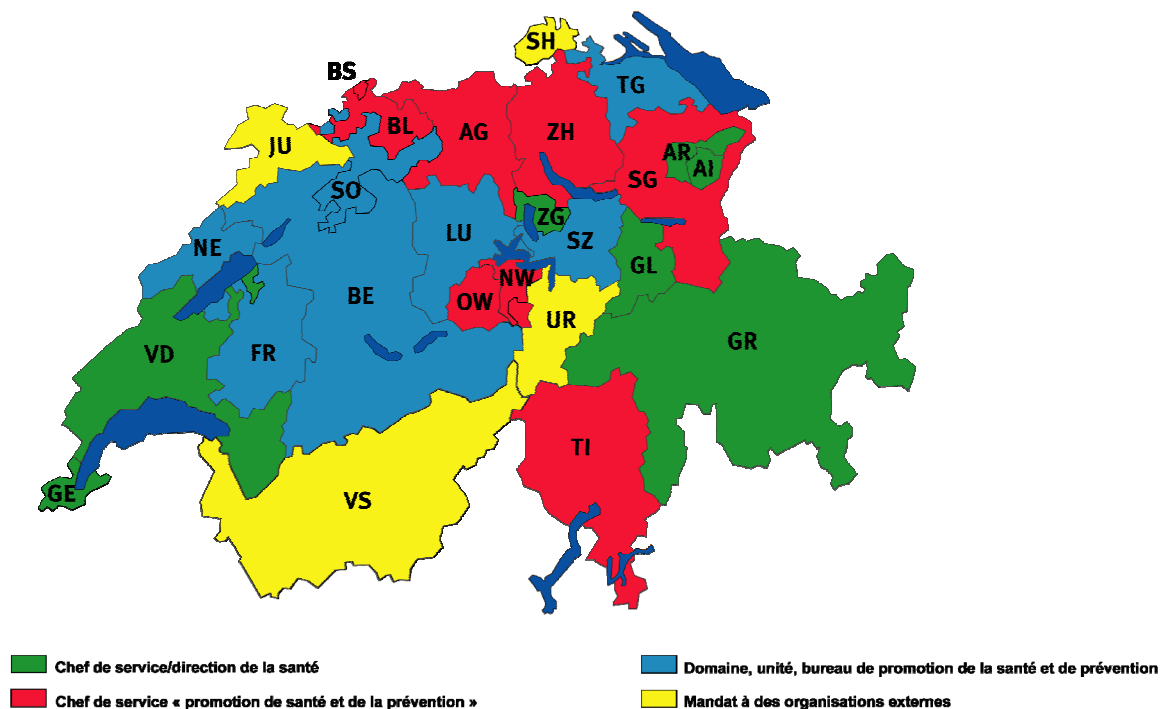 SH
BS
TG
BL
AG
ZH
JU
AR
AI
SG
SO
ZG
LU
SZ
NE
GL
NW
BE
OW
UR
GR
VD
FR
TI
GE
VS
Chef de service/direction de la santé
Domaine, unité, bureau de promotion de la santé et de prévention
Chef de service « promotion de santé et de la prévention »
Mandat à des organisations externes